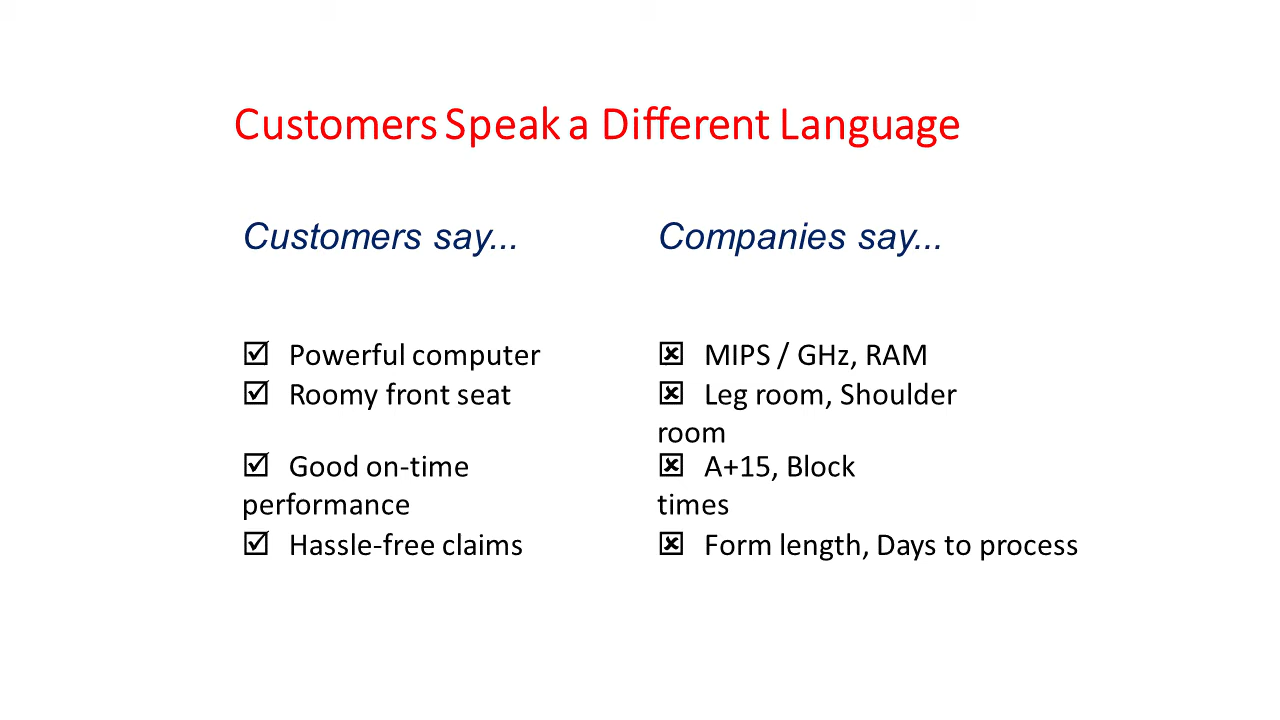 Customers Speak a Different Language
Customers say...
Companies say...
☑ Powerful computer
☒ MIPS / GHz, RAM
☑ Roomy front seat
☒ Leg room, Shoulder
room
☑ Good on-time
performance
☒ A+15, Block
times
☑ Hassle-free claims
☒ Form length, Days to process